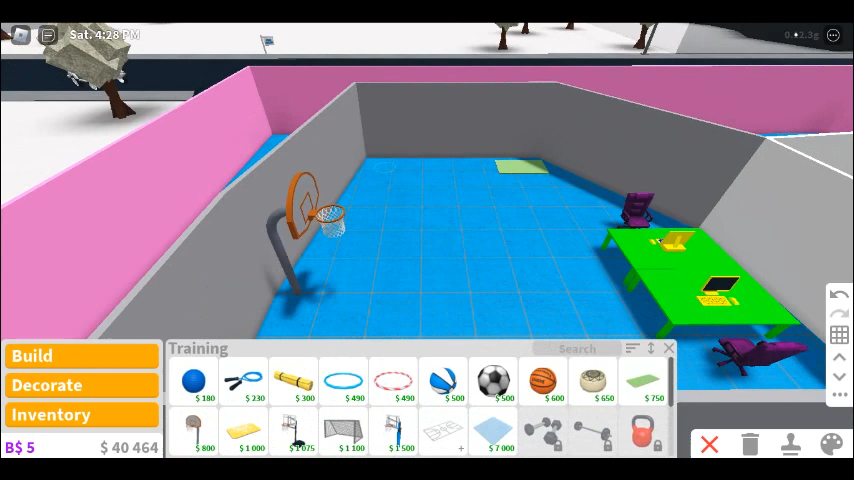 Sat. 4:28 PM
Training
Search
Build
Decorate
Inventory
B$ 5
$ 40 464
$ 180
$ 230
$ 300
$ 490
$ 490
$ 500
$ 500
$ 600
$ 650
$ 750
$ 800
$ 1 000
$ 1 075
$ 1 100
$ 1 500
+
$ 7 000